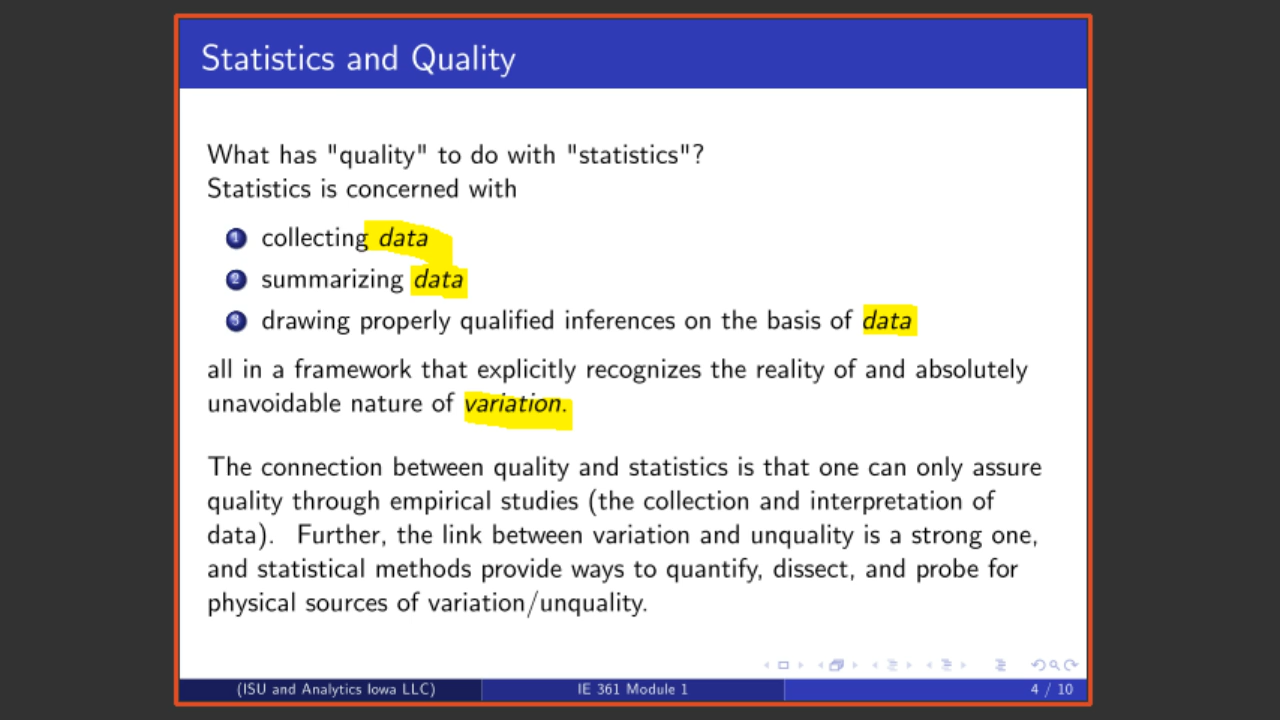 Statistics and Quality
What has "quality" to do with "statistics"?
Statistics is concerned with
1 collecting data
2 summarizing data
3 drawing properly qualified inferences on the basis of data
all in a framework that explicitly recognizes the reality of and absolutely
unavoidable nature of variation.
The connection between quality and statistics is that one can only assure
quality through empirical studies (the collection and interpretation of
data). Further, the link between variation and unquality is a strong one,
and statistical methods provide ways to quantify, dissect, and probe for
physical sources of variation/unquality.
(ISU and Analytics Iowa LLC) IE 361 Module 1 4 / 10